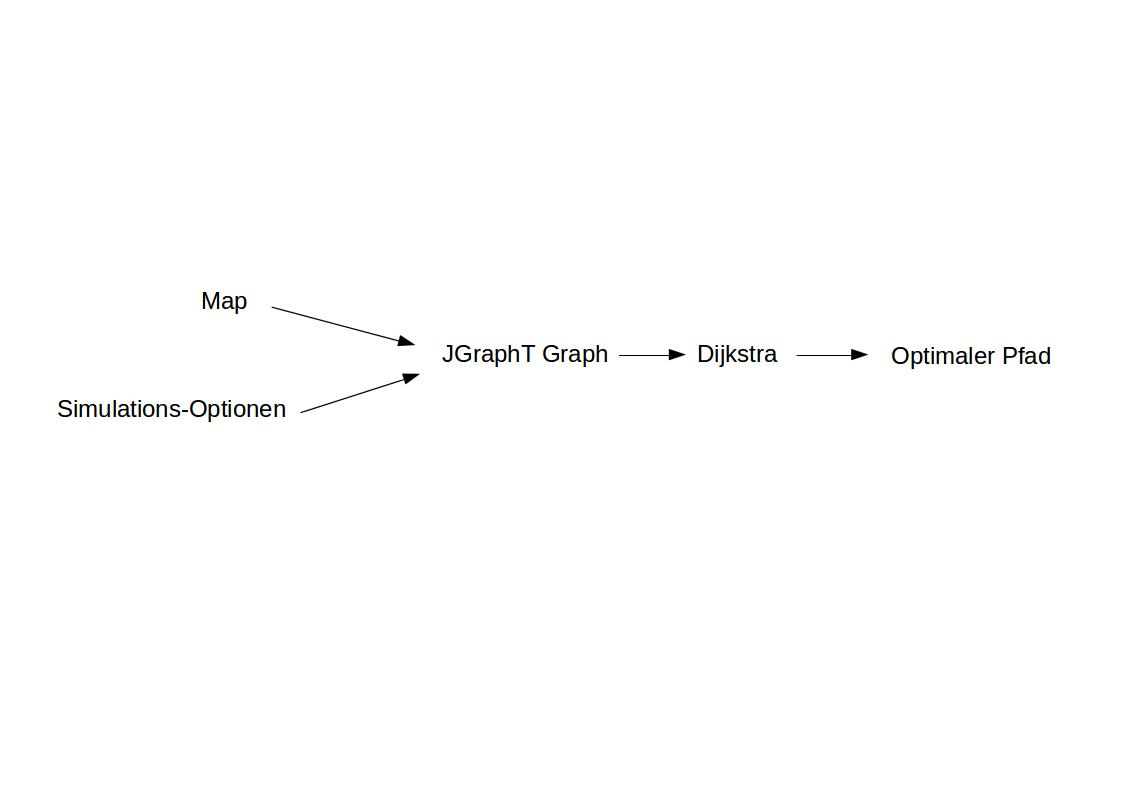 Map
Simulations-Optionen
JGraphT Graph
Dijkstra
Optimaler Pfad